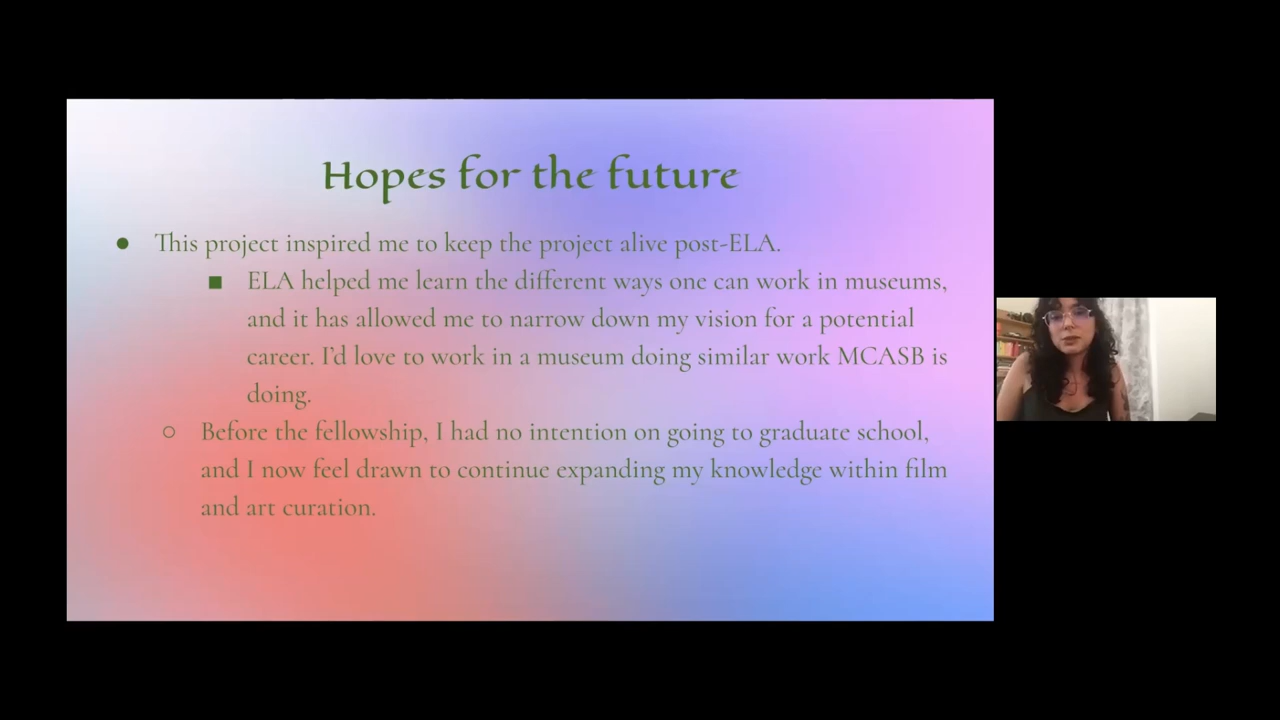 Hopes for the future
● This project inspired me to keep the project alive post-ELA.
■ ELA helped me learn the different ways one can work in museums,
and it has allowed me to narrow down my vision for a potential
career. I'd love to work in a museum doing similar work MCASB is
doing.
○ Before the fellowship, I had no intention on going to graduate school,
and I now feel drawn to continue expanding my knowledge within film
and art curation.